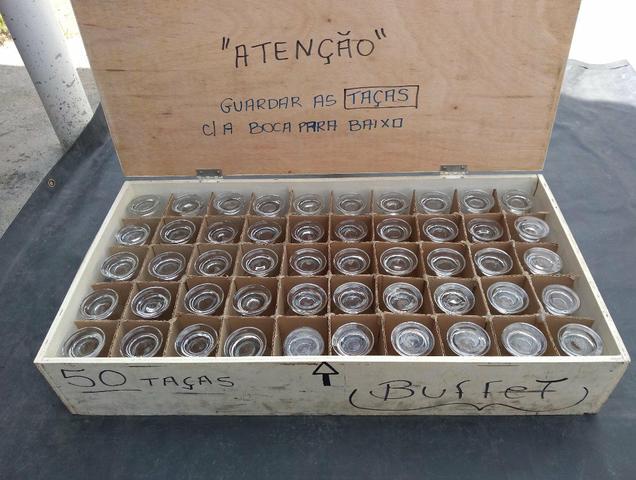 "ATENÇÃO"
GUARDAR AS TAÇAS
C/A BOCA PARA BAIXO
50 TAÇAS
BuffeT